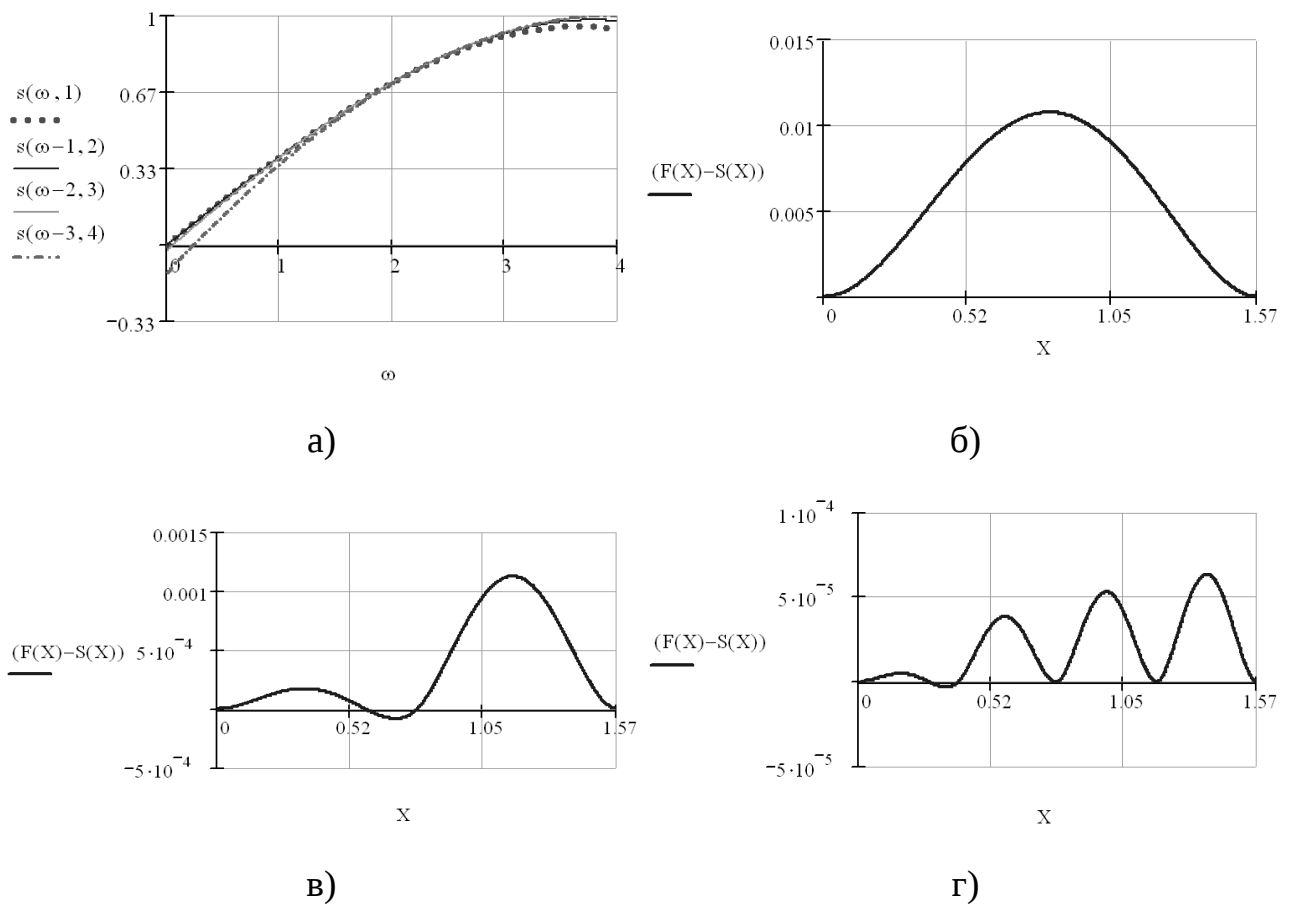 1
s(ω,1)
0.67
s(ω−1,2)
0.33
s(ω−2,3)
s(ω−3,4)
0 1 2 3 4
−0.33
ω
а)
0.015
0.01
(F(X)−S(X))
0.005
0 0.52 1.05 1.57
X
б)
0.0015
0.001
(F(X)−S(X)) 5·10⁻⁴
0 0.52 1.05 1.57
−5·10⁻⁴
X
в)
1·10⁻⁴
5·10⁻⁵
(F(X)−S(X))
0 0.52 1.05 1.57
−5·10⁻⁵
X
г)